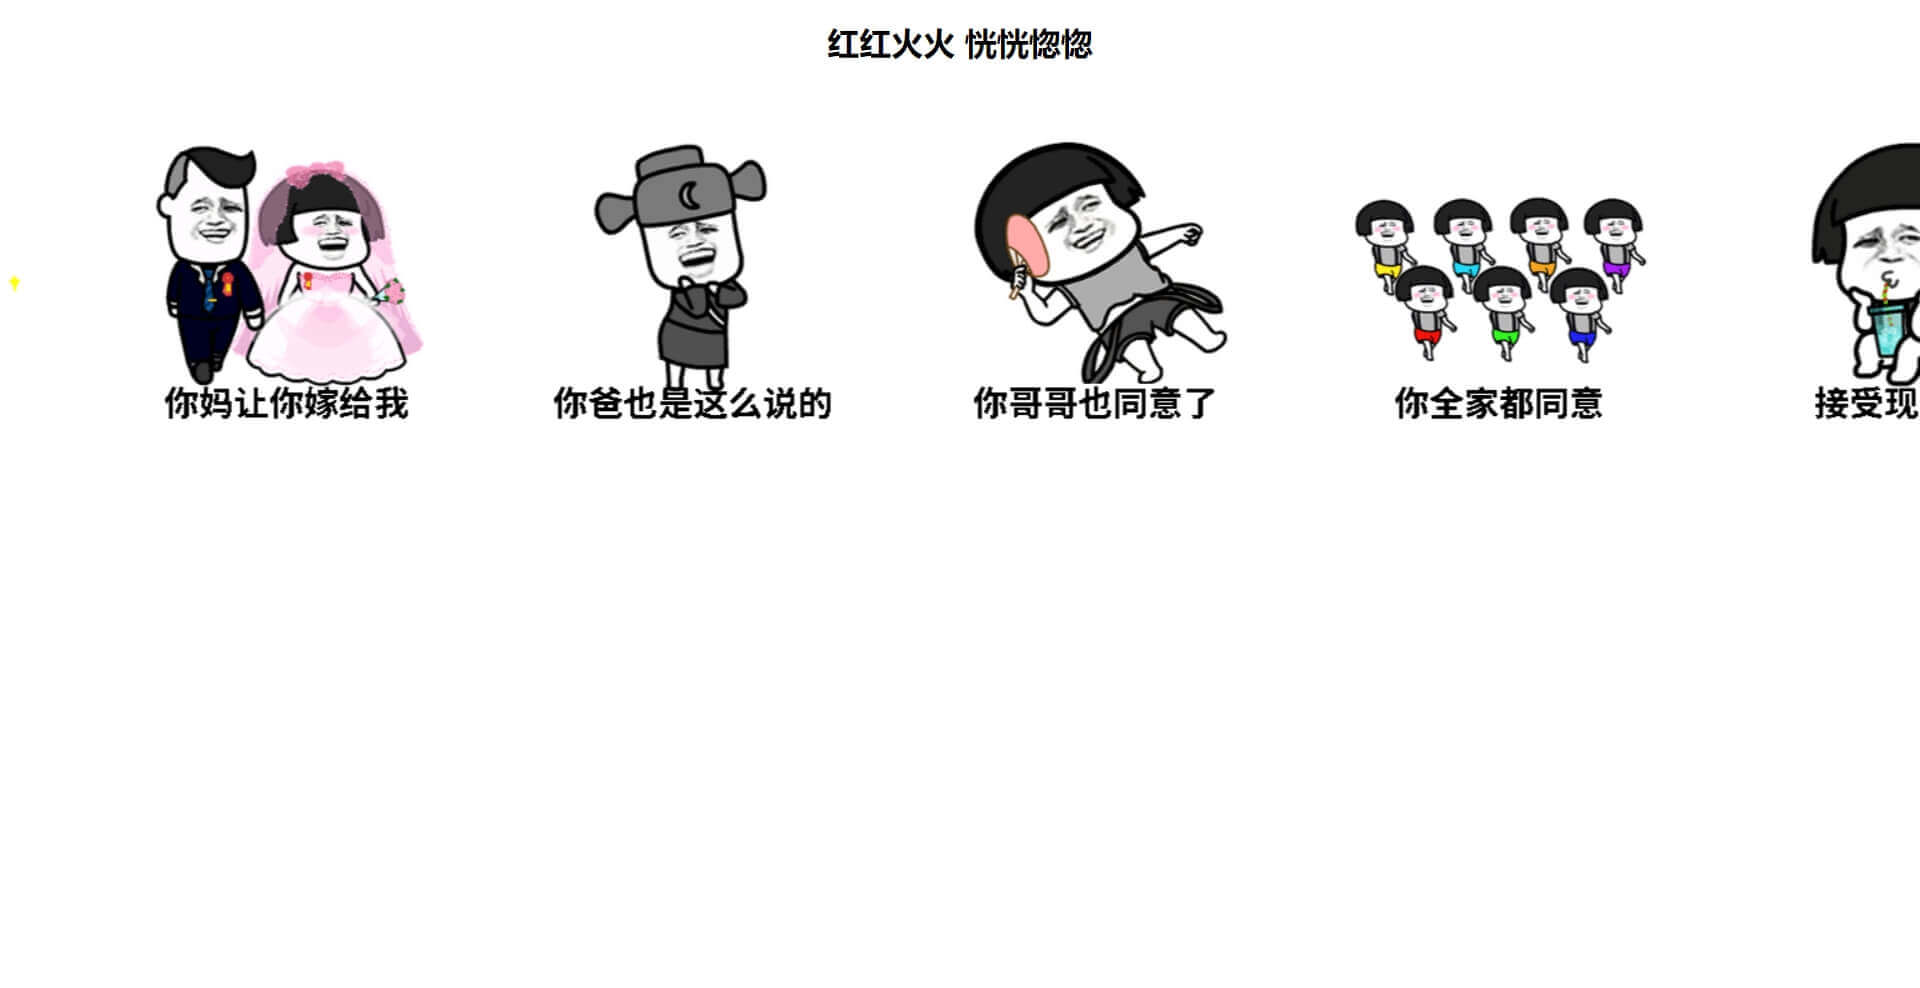 红红火火 恍恍惚惚
你妈让你嫁给我
你爸也是这么说的
你哥哥也同意了
你全家都同意
接受现